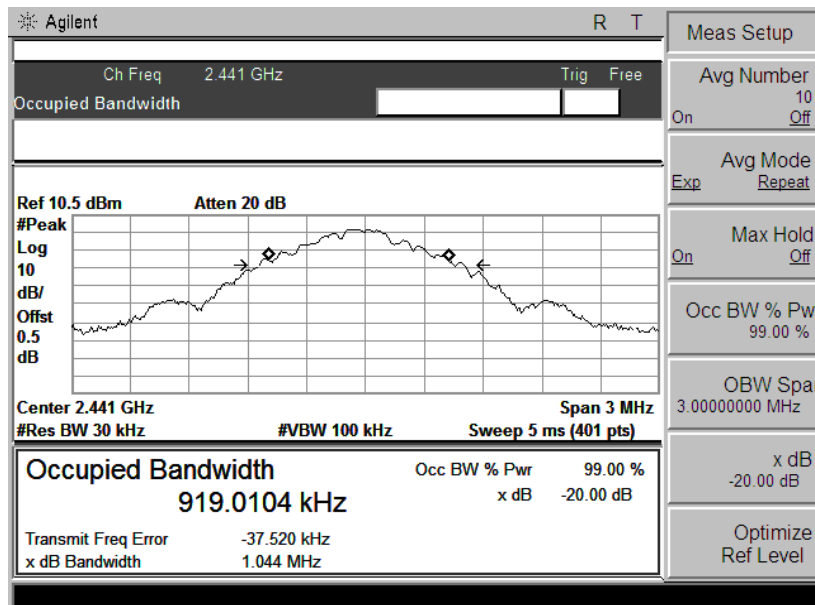 Agilent R T
Ch Freq 2.441 GHz Trig Free
Occupied Bandwidth
Ref 10.5 dBm Atten 20 dB
#Peak
Log
10
dB/
Offst
0.5
dB
Center 2.441 GHz Span 3 MHz
#Res BW 30 kHz #VBW 100 kHz Sweep 5 ms (401 pts)
Occupied Bandwidth
919.0104 kHz
Occ BW % Pwr 99.00 %
x dB -20.00 dB
Transmit Freq Error -37.520 kHz
x dB Bandwidth 1.044 MHz
Meas Setup
Avg Number
10
On Off
Avg Mode
Exp Repeat
Max Hold
On Off
Occ BW % Pw
99.00 %
OBW Spa
3.00000000 MHz
x dB
-20.00 dB
Optimize
Ref Level